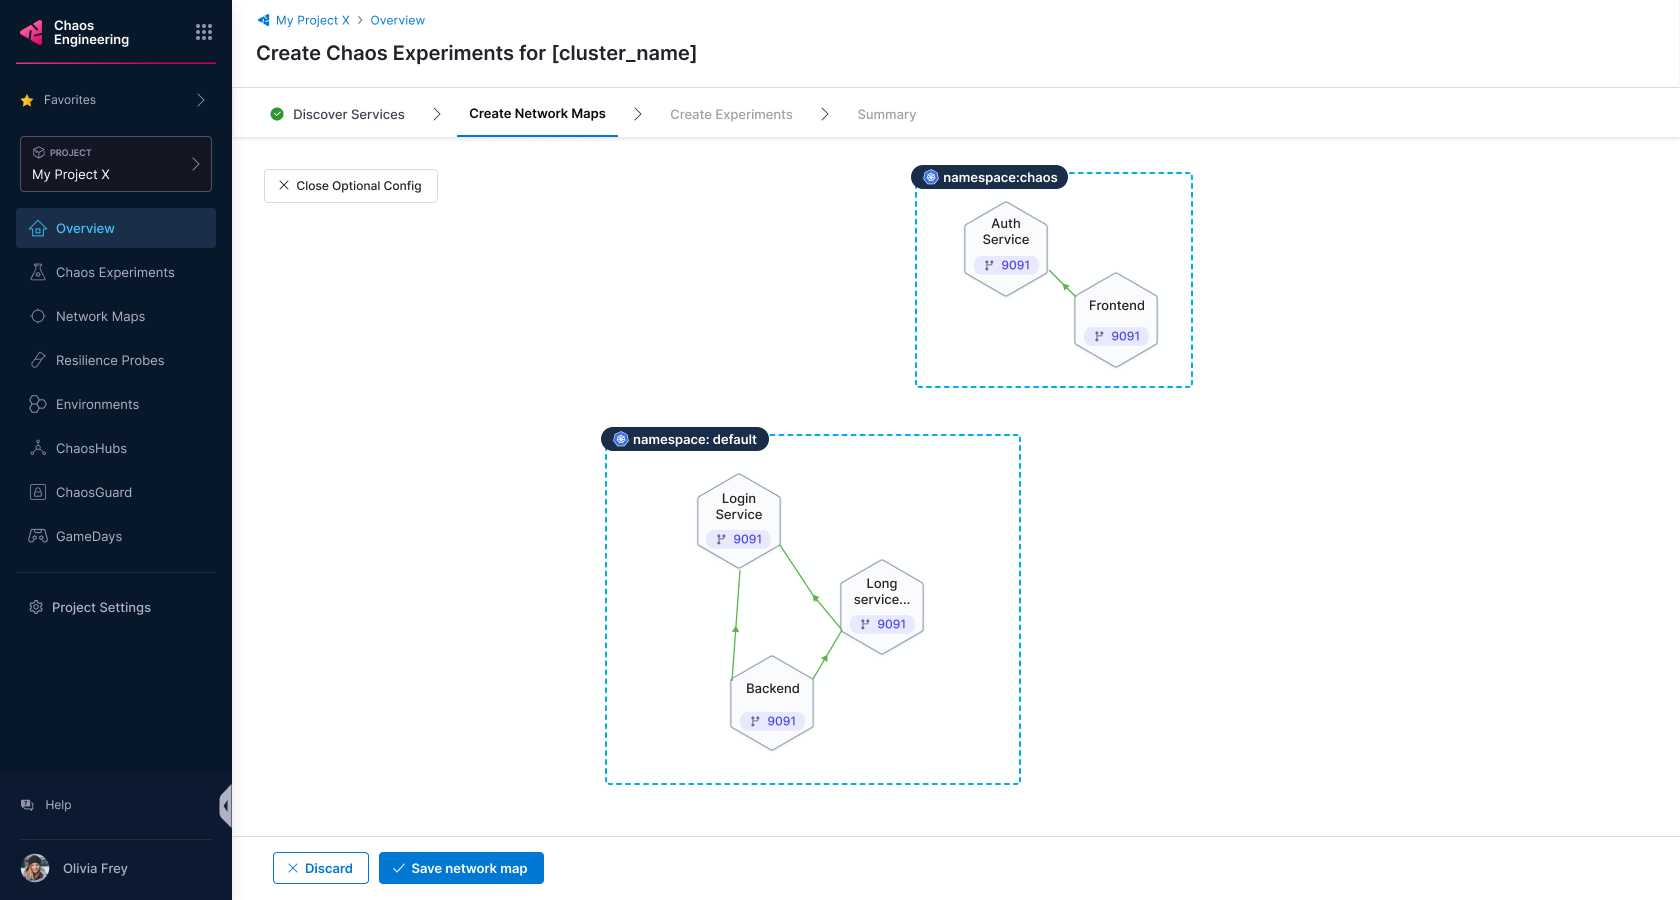 Chaos
Engineering
Favorites
PROJECT
My Project X
Overview
Chaos Experiments
Network Maps
Resilience Probes
Environments
ChaosHubs
ChaosGuard
GameDays
Project Settings
Help
Olivia Frey
My Project X > Overview
Create Chaos Experiments for [cluster_name]
Discover Services
Create Network Maps
Create Experiments
Summary
Close Optional Config
namespace:chaos
Auth
Service
9091
Frontend
9091
namespace: default
Login
Service
9091
Long
service...
9091
Backend
9091
Discard
Save network map